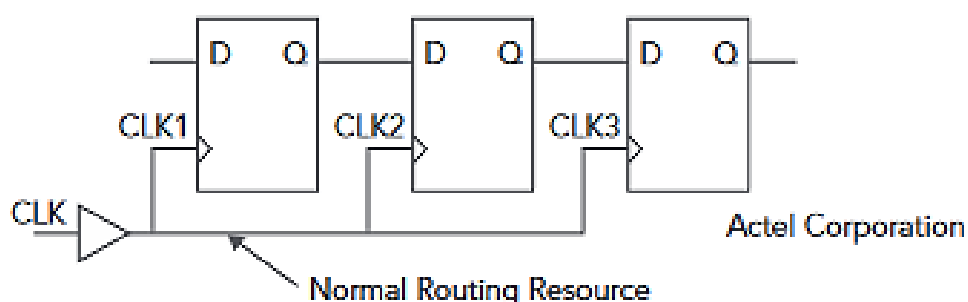 D Q D Q D Q
CLK1 CLK2 CLK3
CLK
Actel Corporation
Normal Routing Resource